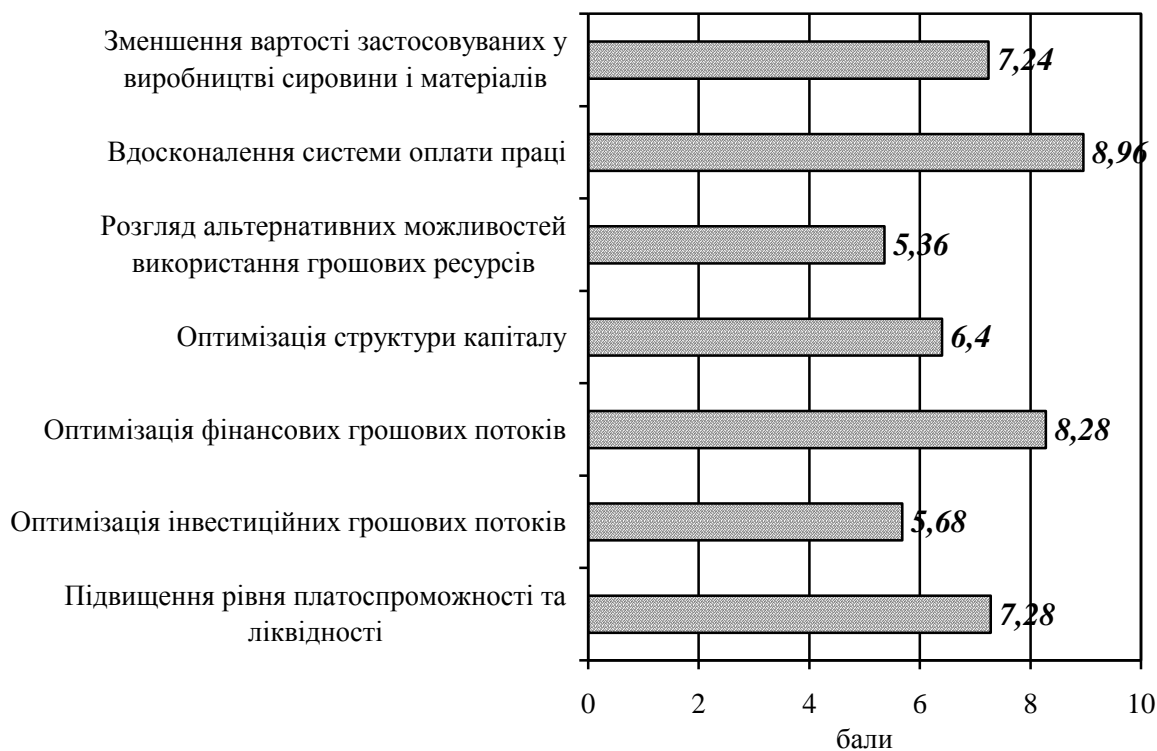 Зменшення вартості застосовуваних у
виробництві сировини і матеріалів
7,24
Вдосконалення системи оплати праці
8,96
Розгляд альтернативних можливостей
використання грошових ресурсів
5,36
Оптимізація структури капіталу
6,4
Оптимізація фінансових грошових потоків
8,28
Оптимізація інвестиційних грошових потоків
5,68
Підвищення рівня платоспроможності та
ліквідності
7,28
0 2 4 6 8 10
бали